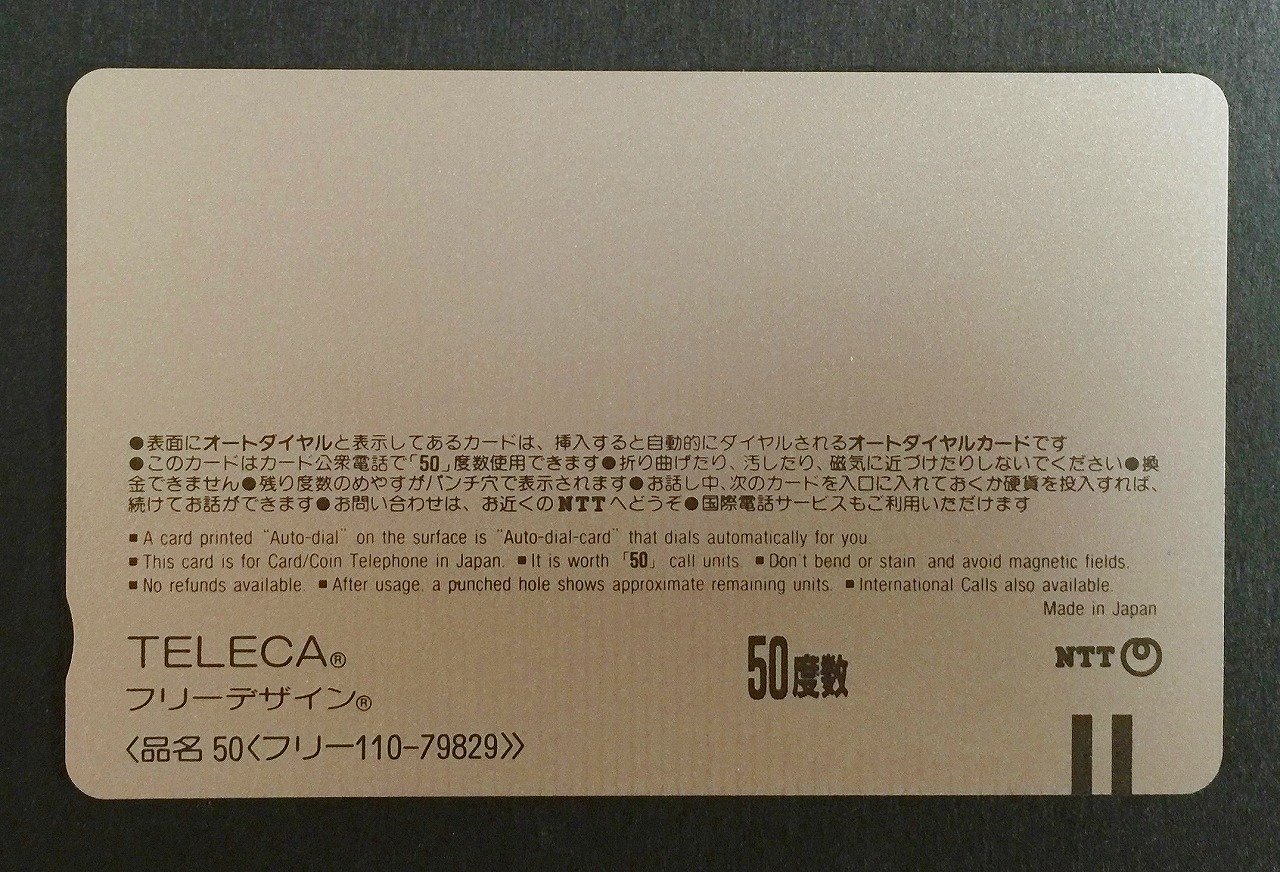 ●表面にオートダイヤルと表示してあるカードは、挿入すると自動的にダイヤルされるオートダイヤルカードです
●このカードはカード公衆電話で「50」度数使用できます●折り曲げたり、汚したり、磁気に近づけたりしないでください●換
金できません●残り度数のめやすがパンチ穴で表示されます●お話し中、次のカードを入口に入れておくか硬貨を投入すれば、
続けてお話ができます●お問い合わせは、お近くのNTTへどうぞ●国際電話サービスもご利用いただけます
■A card printed "Auto-dial" on the surface is "Auto-dial-card" that dials automatically for you.
■This card is for Card/Coin Telephone in Japan. ■It is worth「50」call units. ■Don't bend or stain and avoid magnetic fields.
■No refunds available. ■After usage, a punched hole shows approximate remaining units. ■International Calls also available.
Made in Japan
TELECA®
フリーデザイン®
50度数
NTT
〈品名 50〈フリー110-79829〉〉